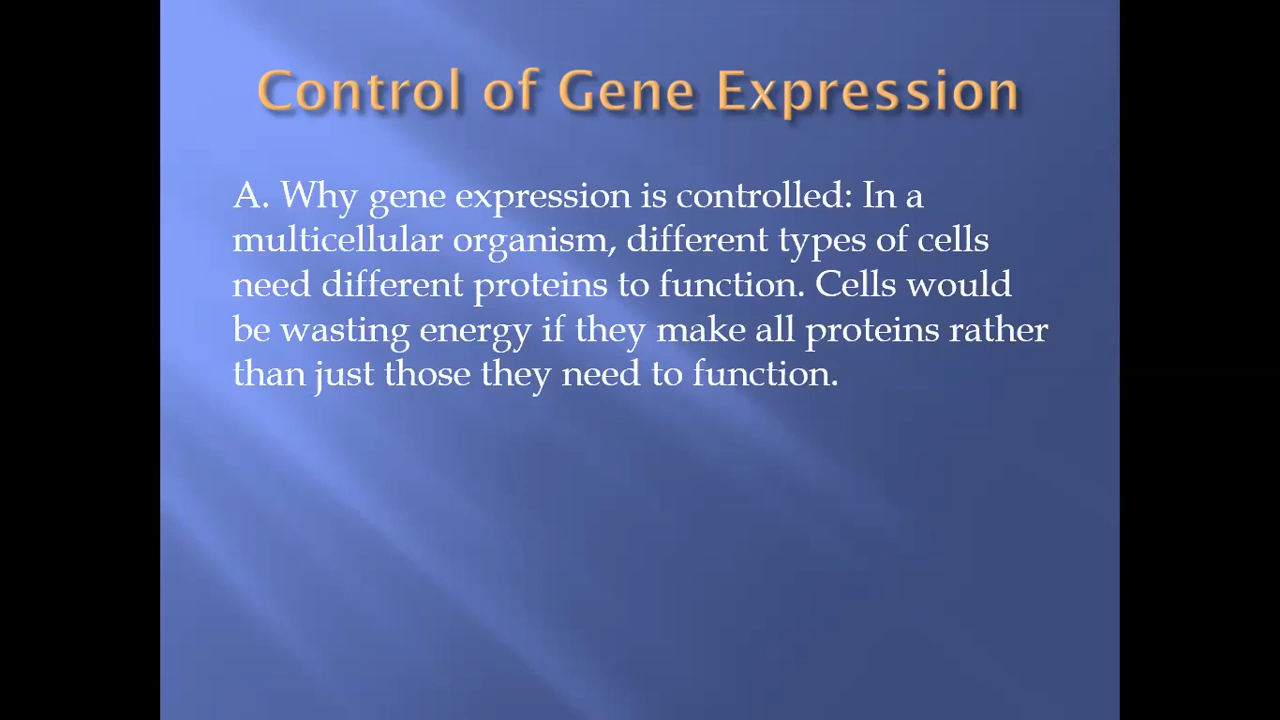 Control of Gene Expression
A. Why gene expression is controlled: In a
multicellular organism, different types of cells
need different proteins to function. Cells would
be wasting energy if they make all proteins rather
than just those they need to function.